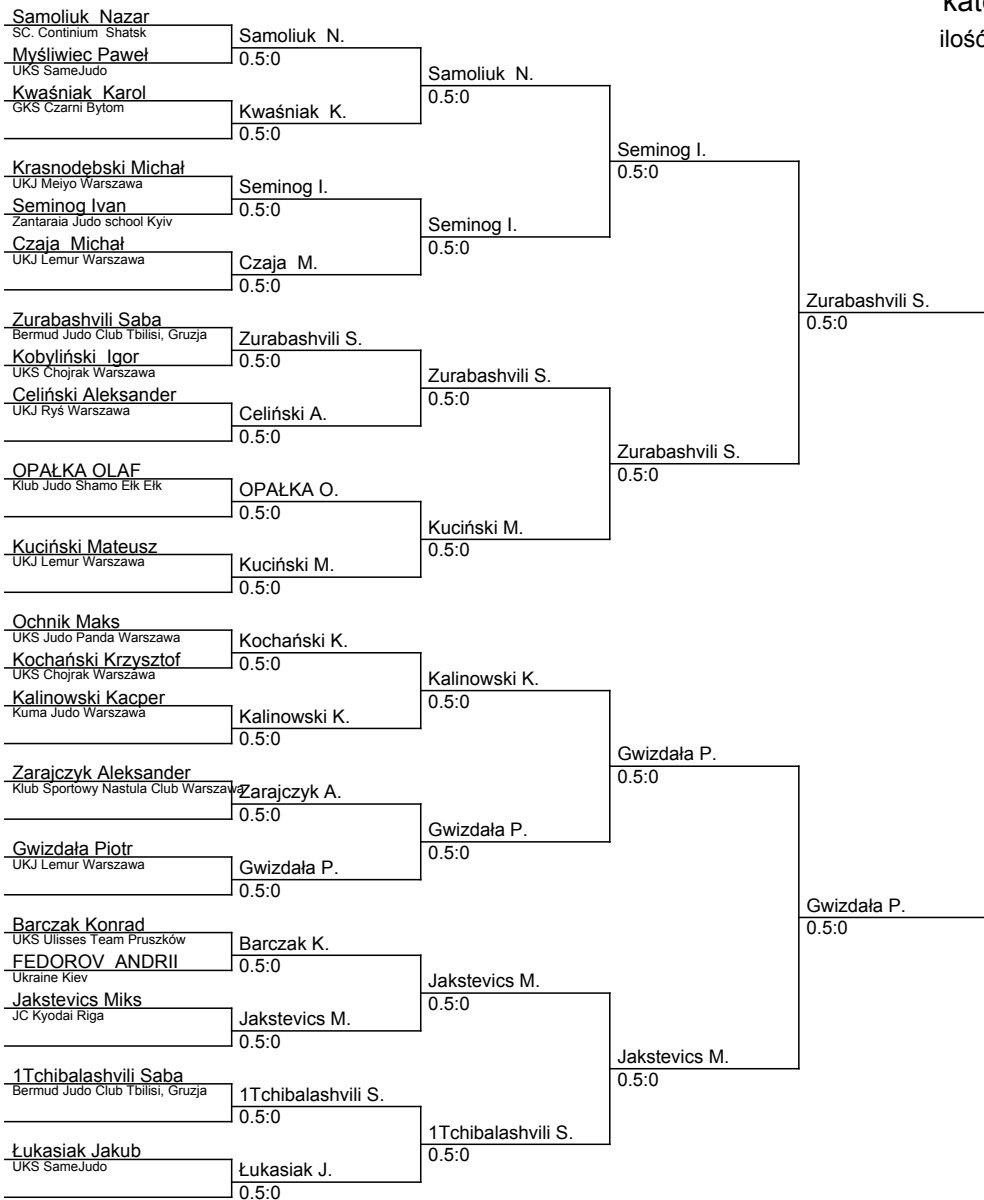 kate
ilość
Samoliuk  Nazar
SC. Continium  Shatsk
Myśliwiec Paweł
UKS SameJudo
Kwaśniak  Karol
GKS Czarni Bytom
Krasnodębski Michał
UKJ Meiyo Warszawa
Seminog Ivan
Zantaraia Judo school Kyiv
Czaja  Michał
UKJ Lemur Warszawa
Zurabashvili Saba
Bermud Judo Club Tbilisi, Gruzja
Kobyliński  Igor
UKS Chojrak Warszawa
Celiński Aleksander
UKJ Ryś Warszawa
OPAŁKA OLAF
Klub Judo Shamo Ełk Ełk
Kuciński Mateusz
UKJ Lemur Warszawa
Ochnik Maks
UKS Judo Panda Warszawa
Kochański Krzysztof
UKS Chojrak Warszawa
Kalinowski Kacper
Kuma Judo Warszawa
Zarajczyk Aleksander
Klub Sportowy Nastula Club Warszawa
Gwizdała Piotr
UKJ Lemur Warszawa
Barczak Konrad
UKS Ulisses Team Pruszków
FEDOROV  ANDRII
Ukraine Kiev
Jakstevics Miks
JC Kyodai Riga
1Tchibalashvili Saba
Bermud Judo Club Tbilisi, Gruzja
Łukasiak Jakub
UKS SameJudo
Samoliuk  N.
0.5:0
Kwaśniak  K.
0.5:0
Seminog I.
0.5:0
Czaja  M.
0.5:0
Zurabashvili S.
0.5:0
Celiński A.
0.5:0
OPAŁKA O.
0.5:0
Kuciński M.
0.5:0
Kochański K.
0.5:0
Kalinowski K.
0.5:0
Zarajczyk A.
0.5:0
Gwizdała P.
0.5:0
Barczak K.
0.5:0
Jakstevics M.
0.5:0
1Tchibalashvili S.
0.5:0
Łukasiak J.
0.5:0
Samoliuk  N.
0.5:0
Seminog I.
0.5:0
Zurabashvili S.
0.5:0
Kuciński M.
0.5:0
Kalinowski K.
0.5:0
Gwizdała P.
0.5:0
Jakstevics M.
0.5:0
1Tchibalashvili S.
0.5:0
Seminog I.
0.5:0
Zurabashvili S.
0.5:0
Gwizdała P.
0.5:0
Jakstevics M.
0.5:0
Zurabashvili S.
0.5:0
Gwizdała P.
0.5:0